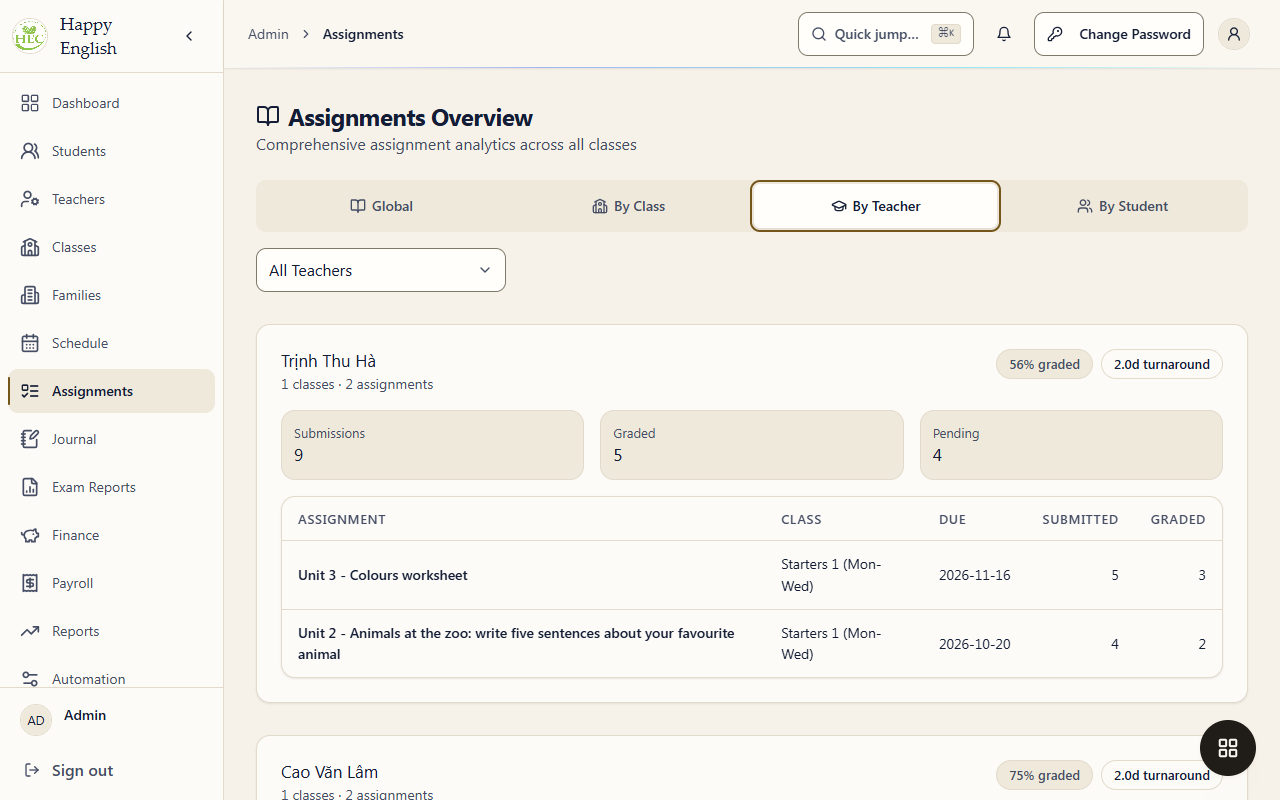 HEC
Happy
English
Admin
Assignments
Quick jump...
⌘K
Change Password
Dashboard
Students
Teachers
Classes
Families
Schedule
Assignments
Journal
Exam Reports
Finance
Payroll
Reports
Automation
AD
Admin
Sign out
Assignments Overview
Comprehensive assignment analytics across all classes
Global
By Class
By Teacher
By Student
All Teachers
Trịnh Thu Hà
1 classes · 2 assignments
56% graded
2.0d turnaround
Submissions
9
Graded
5
Pending
4
ASSIGNMENT CLASS DUE SUBMITTED GRADED
Unit 3 - Colours worksheet
Starters 1 (Mon-
Wed)
2026-11-16
5
3
Unit 2 - Animals at the zoo: write five sentences about your favourite
animal
Starters 1 (Mon-
Wed)
2026-10-20
4
2
Cao Văn Lâm
1 classes · 2 assignments
75% graded
2.0d turnaround